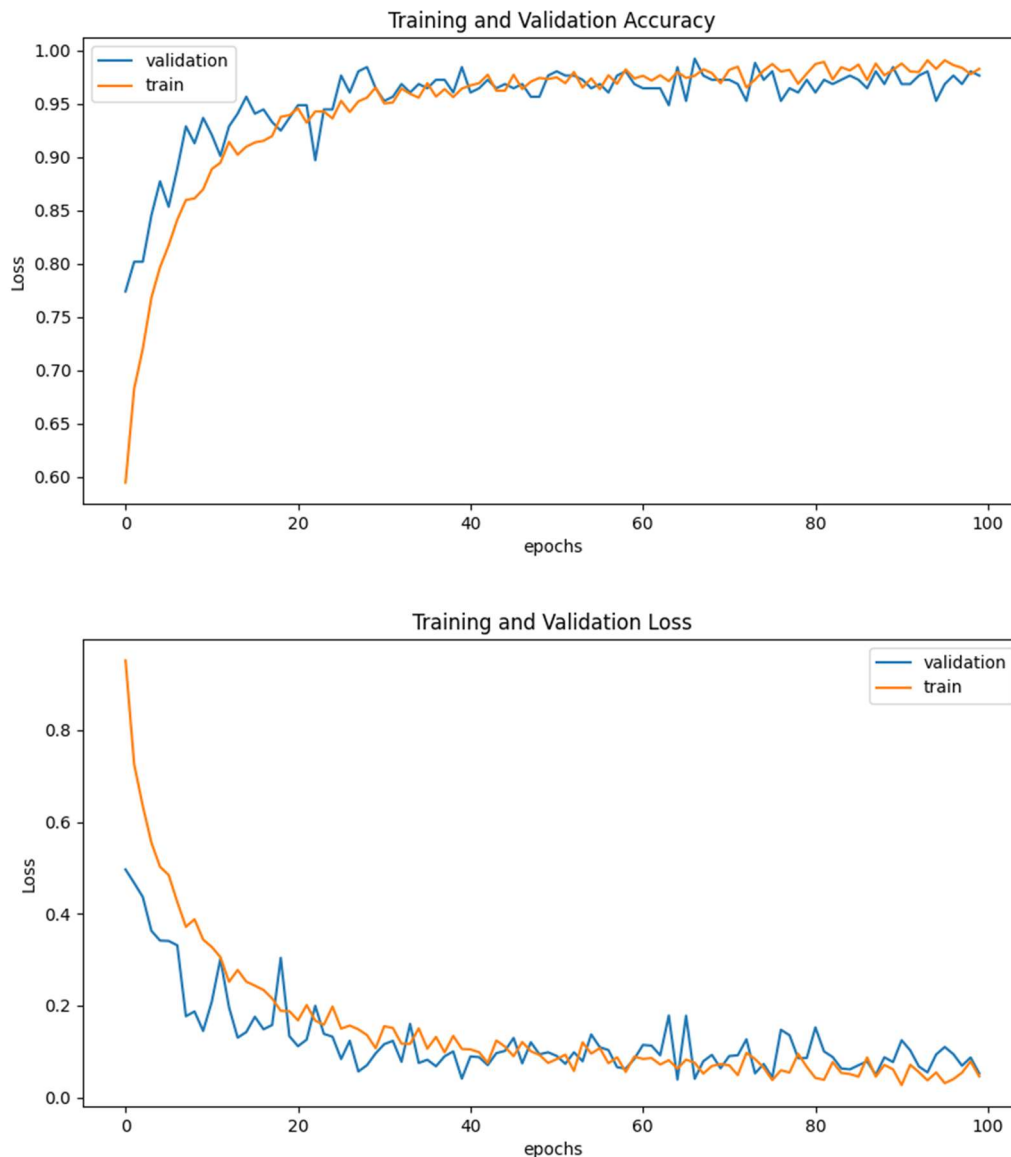 Training and Validation Accuracy
1.00
0.95
0.90
0.85
0.80
0.75
0.70
0.65
0.60
Loss
validation
train
0 20 40 60 80 100
epochs
Training and Validation Loss
0.8
0.6
0.4
0.2
0.0
Loss
validation
train
0 20 40 60 80 100
epochs